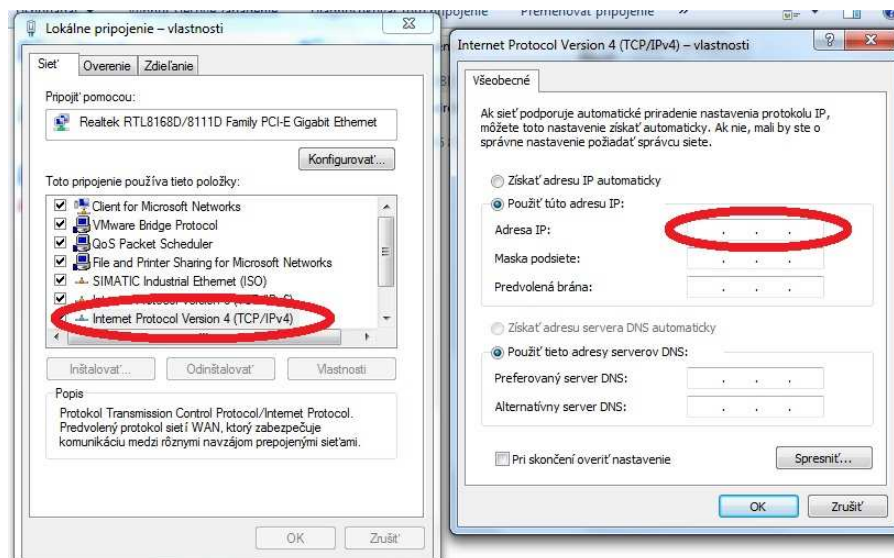 pripojenie Premenovať pripojenie »
Lokálne pripojenie – vlastnosti
Sieť Overenie Zdieľanie
Pripojiť pomocou:
Realtek RTL8168D/8111D Family PCI-E Gigabit Ethernet
Konfigurovať...
Toto pripojenie používa tieto položky:
Client for Microsoft Networks
VMware Bridge Protocol
QoS Packet Scheduler
File and Printer Sharing for Microsoft Networks
SIMATIC Industrial Ethernet (ISO)
Internet Protocol Version 4 (TCP/IPv4)
Inštalovať... Odinštalovať Vlastnosti
Popis
Protokol Transmission Control Protocol/Internet Protocol.
Predvolený protokol sietí WAN, ktorý zabezpečuje
komunikáciu medzi rôznymi navzájom prepojenými sieťami.
OK Zrušiť
Internet Protocol Version 4 (TCP/IPv4) – vlastnosti
Všeobecné
Ak sieť podporuje automatické priradenie nastavenia protokolu IP,
môžete toto nastavenie získať automaticky. Ak nie, mali by ste o
správne nastavenie požiadať správcu siete.
Získať adresu IP automaticky
Použiť túto adresu IP:
Adresa IP:
Maska podsiete:
Predvolená brána:
Získať adresu servera DNS automaticky
Použiť tieto adresy serverov DNS:
Preferovaný server DNS:
Alternatívny server DNS:
Pri skončení overiť nastavenie
Spresniť...
OK Zrušiť